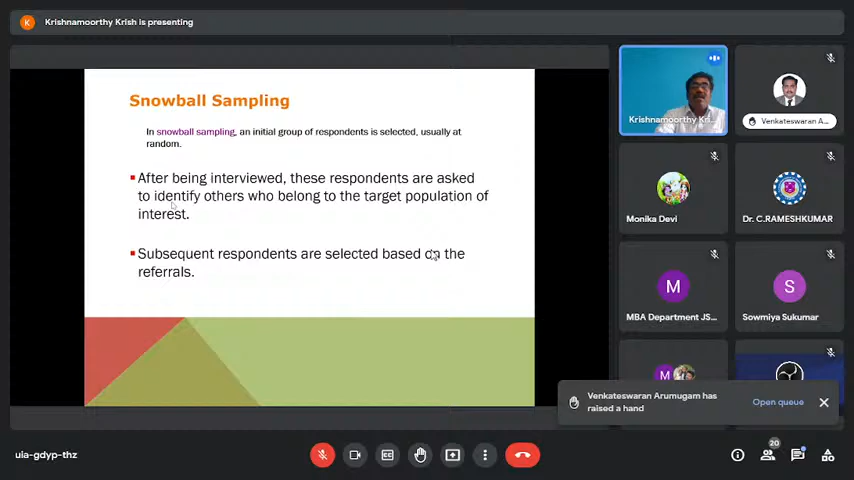 Krishnamoorthy Krish is presenting
Snowball Sampling
In snowball sampling, an initial group of respondents is selected, usually at
random.
After being interviewed, these respondents are asked
to identify others who belong to the target population of
interest.
Subsequent respondents are selected based on the
referrals.
Krishnamoorthy Kri...
Venkateswaran A...
Monika Devi
Dr. C.RAMESHKUMAR
M
MBA Department JS...
S
Sowmiya Sukumar
M
Venkateswaran Arumugam has
raised a hand
Open queue
uia-gdyp-thz
20
K